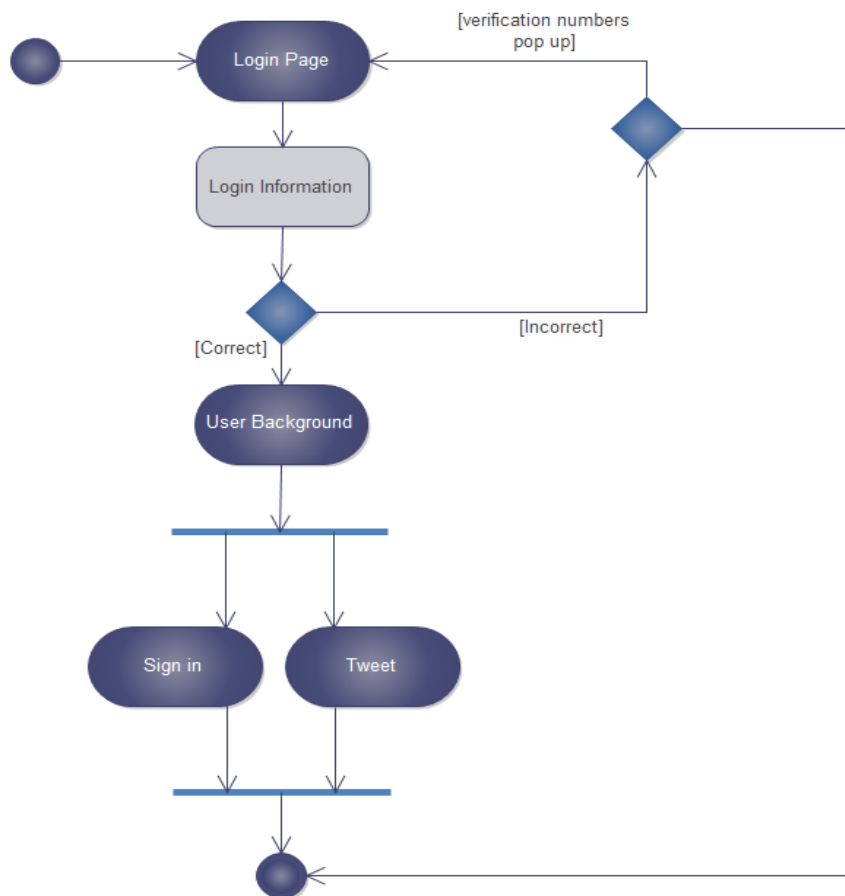 [verification numbers
pop up]
Login Page
Login Information
[Incorrect]
[Correct]
User Background
Sign in
Tweet